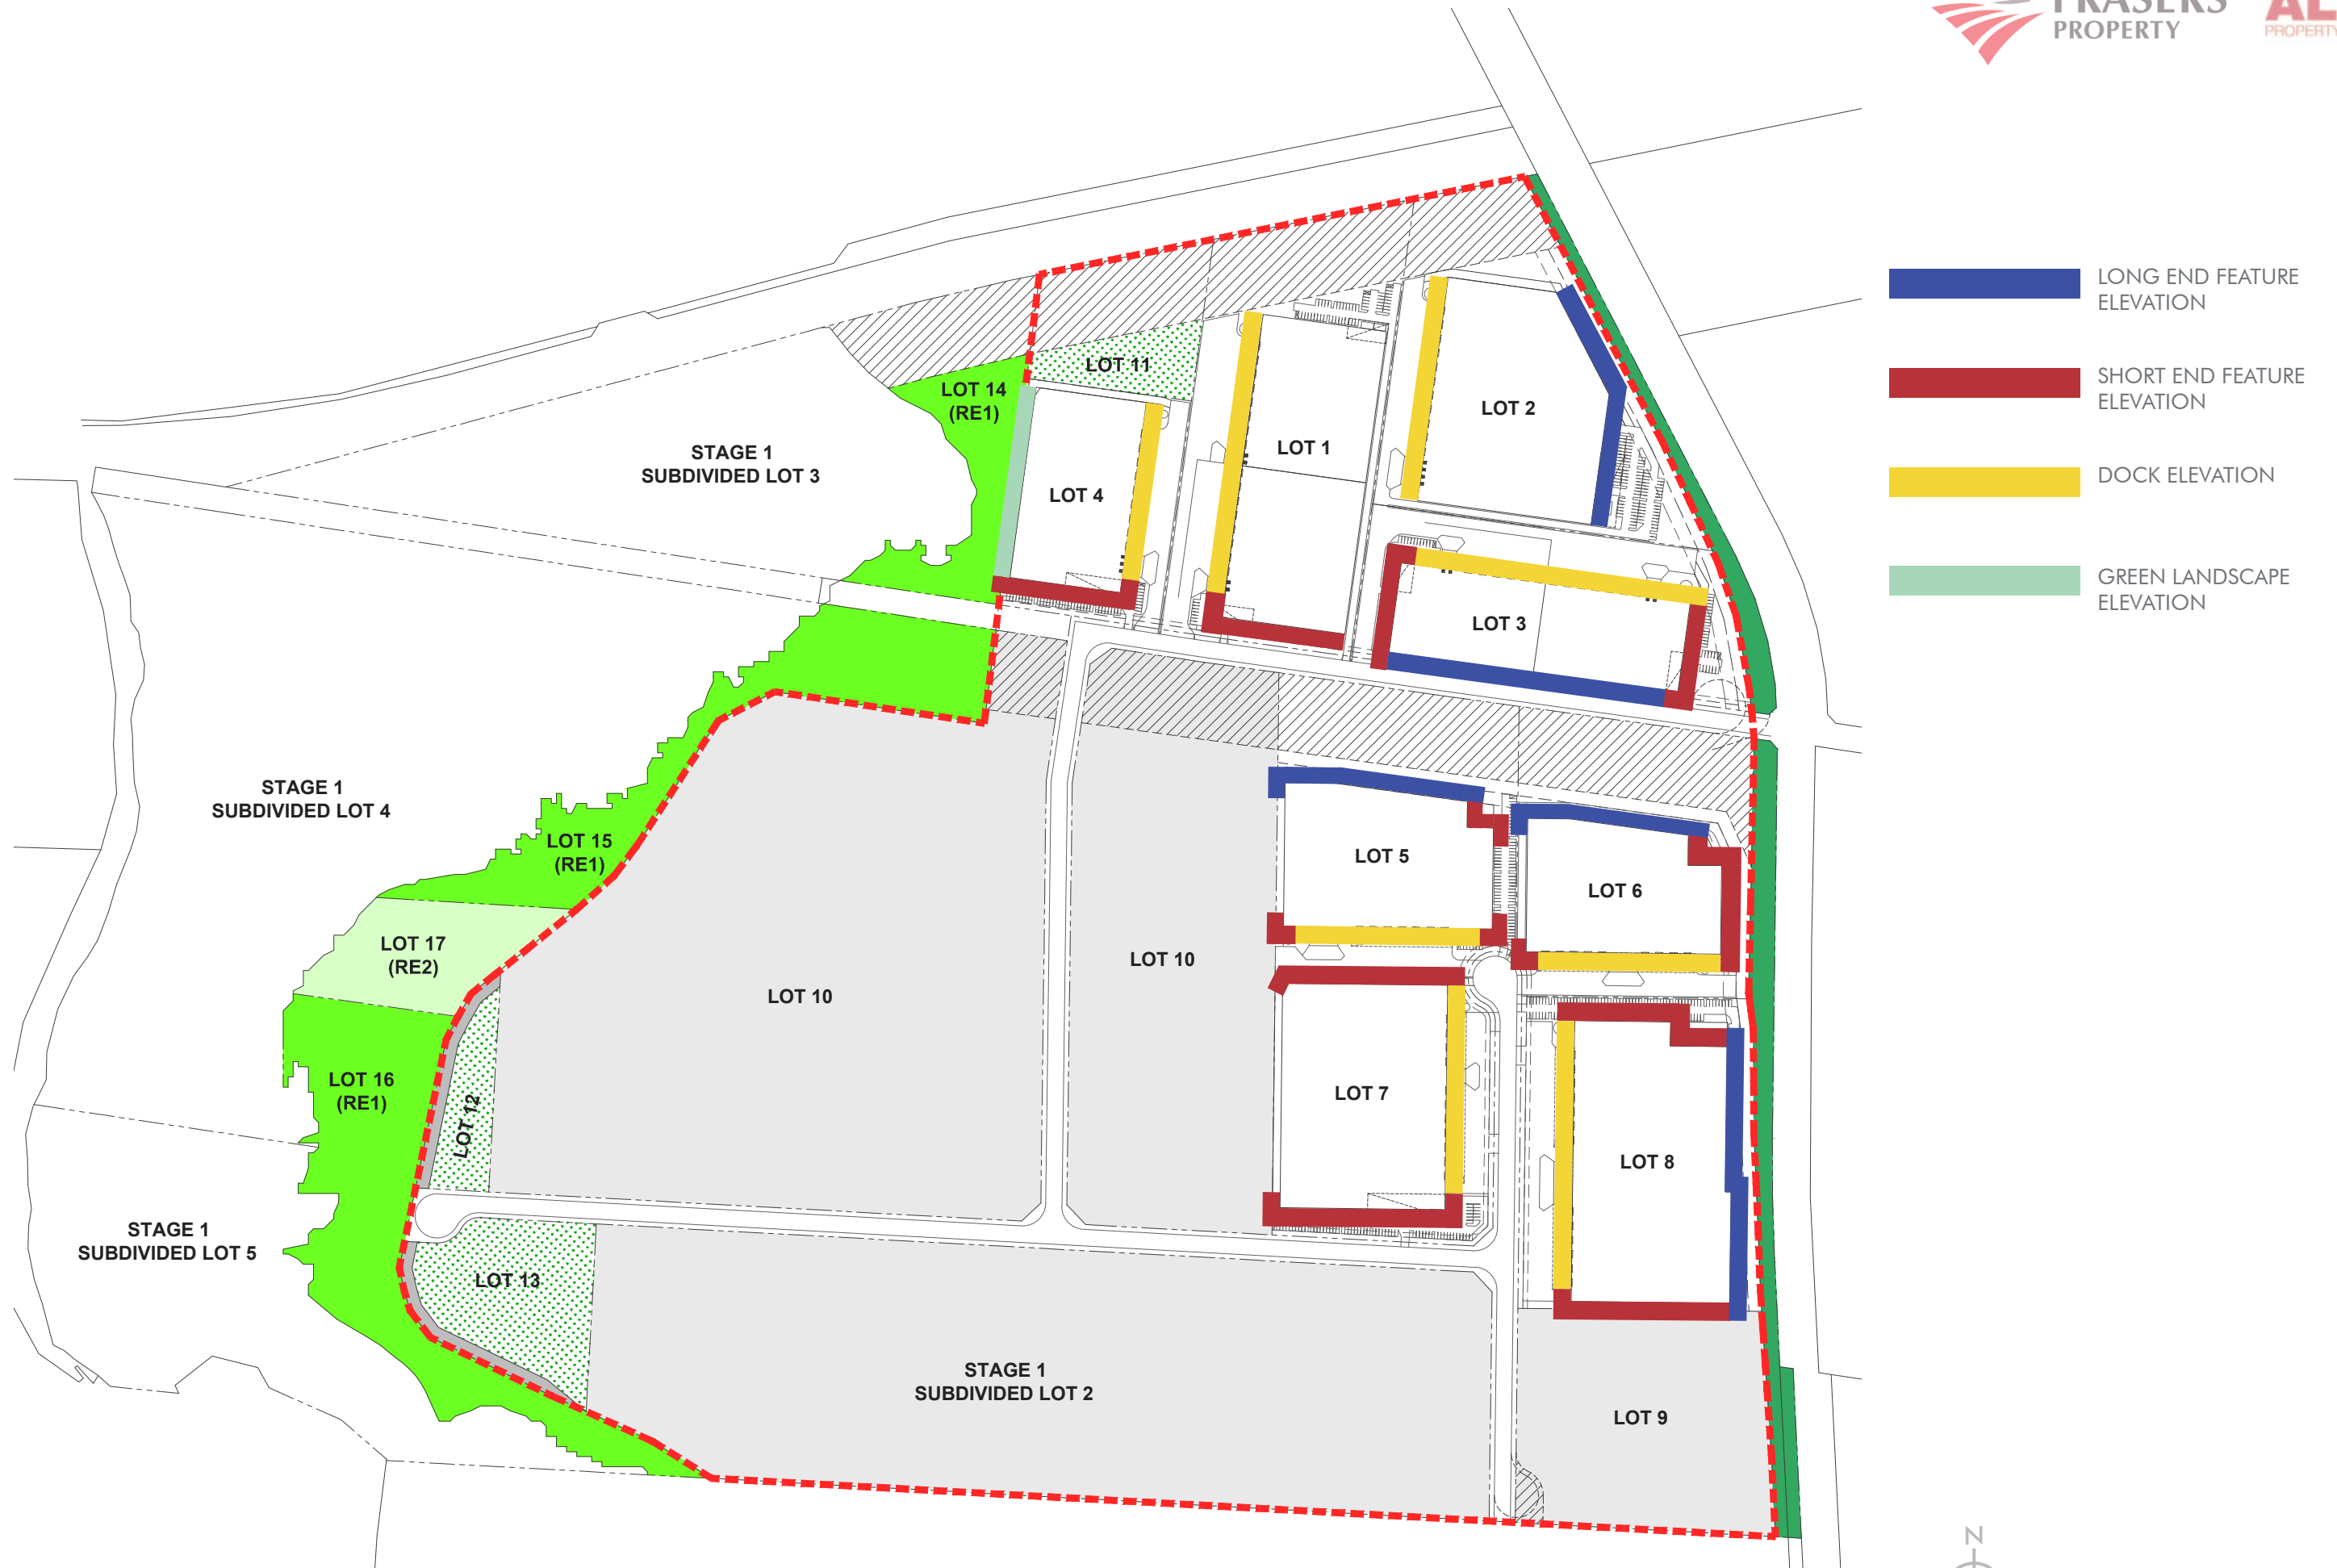 FRASERS
PROPERTY
PROPERTY
LONG END FEATURE
ELEVATION
SHORT END FEATURE
ELEVATION
DOCK ELEVATION
GREEN LANDSCAPE
ELEVATION
LOT 11
LOT 14
(RE1)
LOT 2
LOT 1
STAGE 1
SUBDIVIDED LOT 3
LOT 4
LOT 3
STAGE 1
SUBDIVIDED LOT 4
LOT 15
(RE1)
LOT 5
LOT 6
LOT 17
(RE2)
LOT 10
LOT 10
LOT 16
(RE1)
LOT 12
LOT 7
LOT 8
STAGE 1
SUBDIVIDED LOT 5
LOT 13
STAGE 1
SUBDIVIDED LOT 2
LOT 9
N